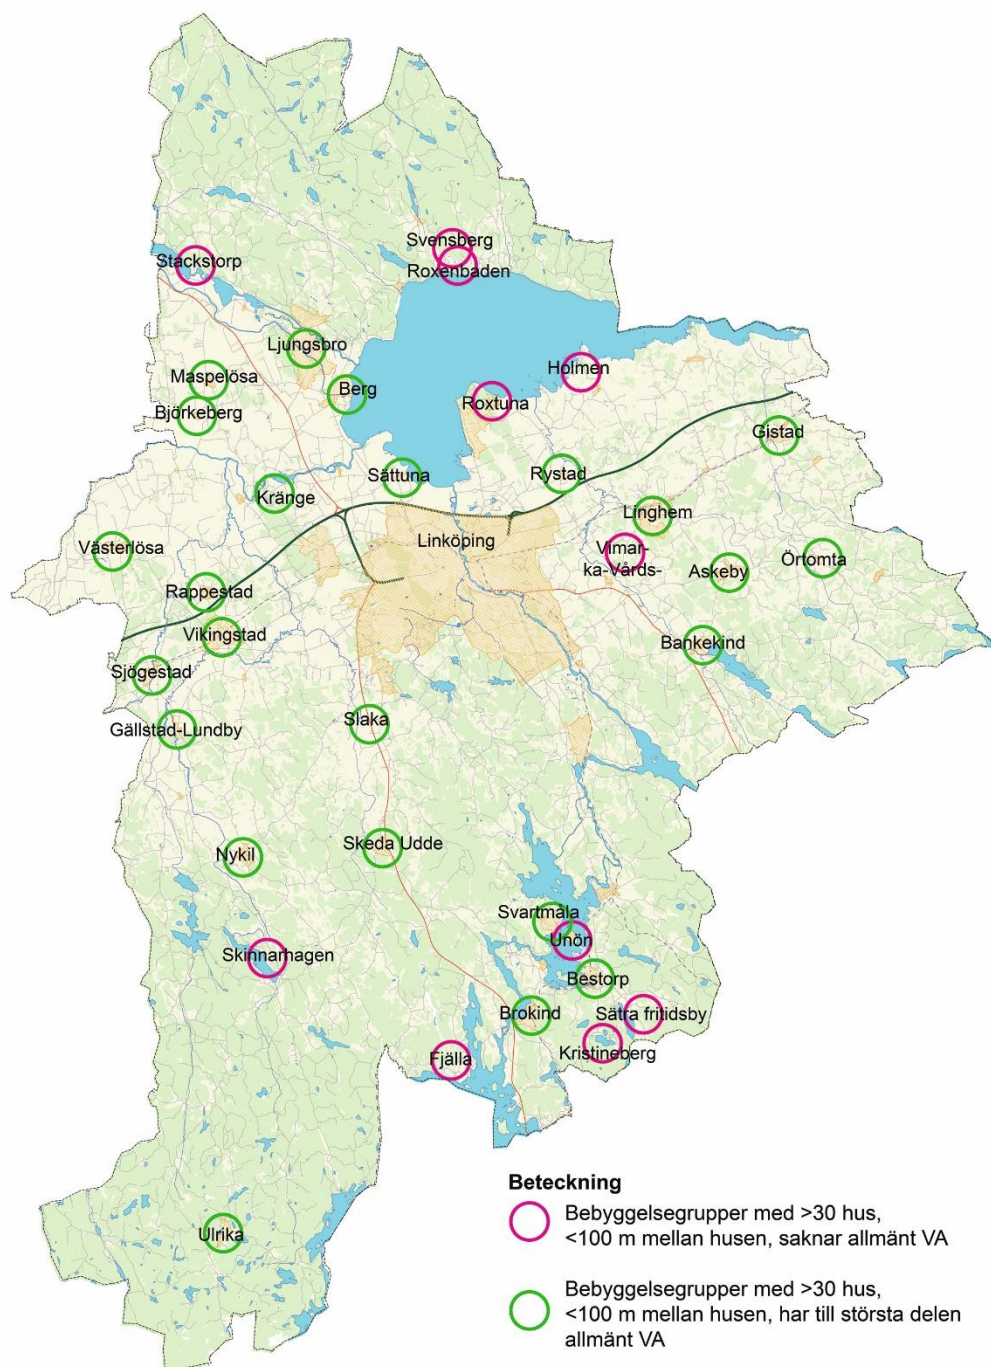 Svensberg
Stackstorp
Roxenbaden
Ljungsbro
Holmen
Maspelösa
Berg
Roxtuna
Björkeberg
Gistad
Sättuna
Rystad
Kränge
Linghem
Linköping
Västerlösa
Vimar-
ka-Vårds-
Örtomta
Askeby
Rappestad
Vikingstad
Bankekind
Sjögestad
Slaka
Gällstad-Lundby
Skeda Udde
Nykil
Svartmåla
Unön
Skinnarhagen
Bestorp
Brokind
Sätra fritidsby
Kristineberg
Fjälla
Ulrika
Beteckning
Bebyggelsegrupper med >30 hus,
<100 m mellan husen, saknar allmänt VA
Bebyggelsegrupper med >30 hus,
<100 m mellan husen, har till största delen
allmänt VA